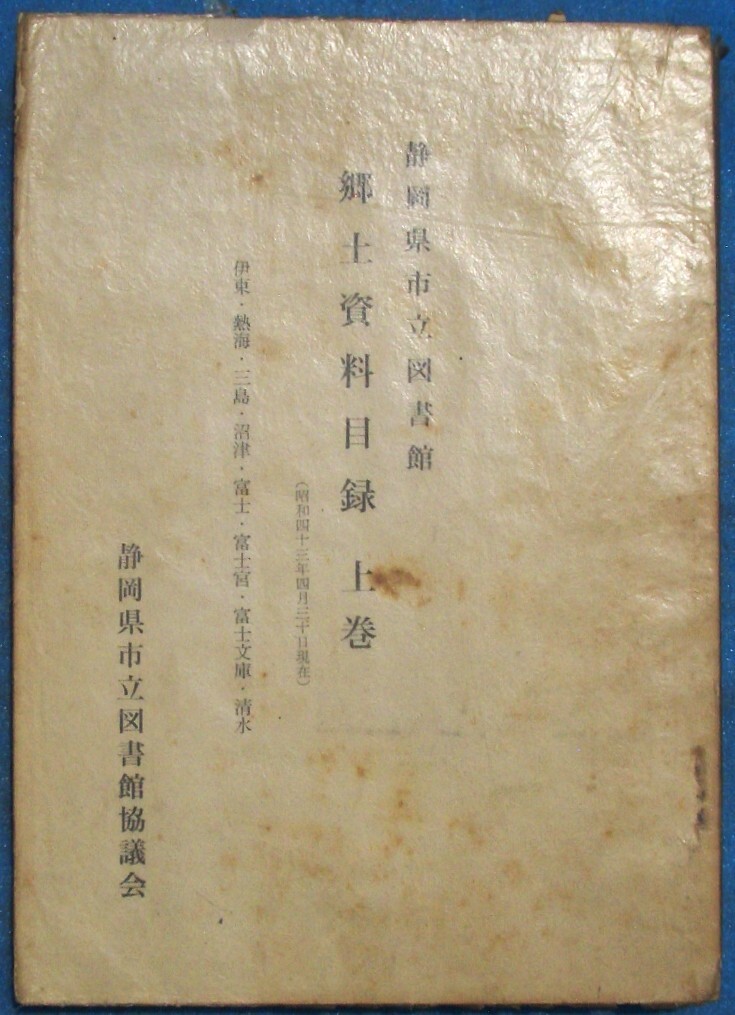 静岡県市立図書館
郷土資料目録 上巻
(昭和四十三年四月三十日現在)
伊東・熱海・三島・沼津・富士・富士宮・富士文庫・清水
静岡県市立図書館協議会